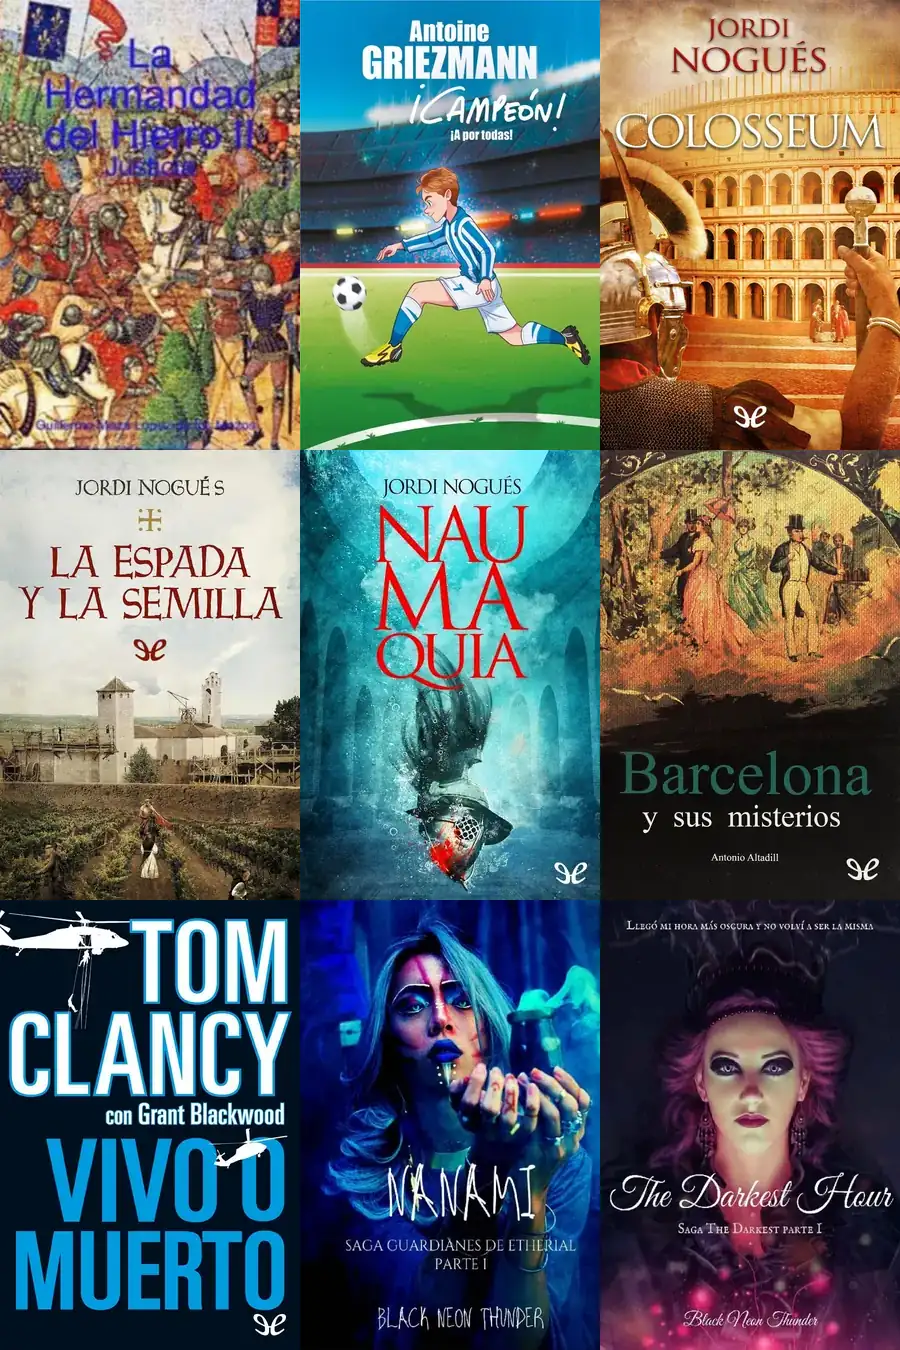 La
Hermandad
del Hierro II
Justicia
Antoine
GRIEZMANN
¡CAMPEÓN!
¡A por todas!
JORDI
NOGUÉS
COLOSSEUM
JORDI NOGUÉS
LA ESPADA
Y LA SEMILLA
JORDI NOGUÉS
NAU
MA
QUIA
Barcelona
y sus misterios
Antonio Altadill
TOM
CLANCY
con Grant Blackwood
VIVO O
MUERTO
NANAMI
SAGA GUARDIANES DE ETHERIAL
PARTE I
BLACK NEON THUNDER
LLEGÓ MI HORA MÁS OSCURA Y NO VOLVÍ A SER LA MISMA
The Darkest Hour
SAGA THE DARKEST PARTE I
Black Neon Thunder